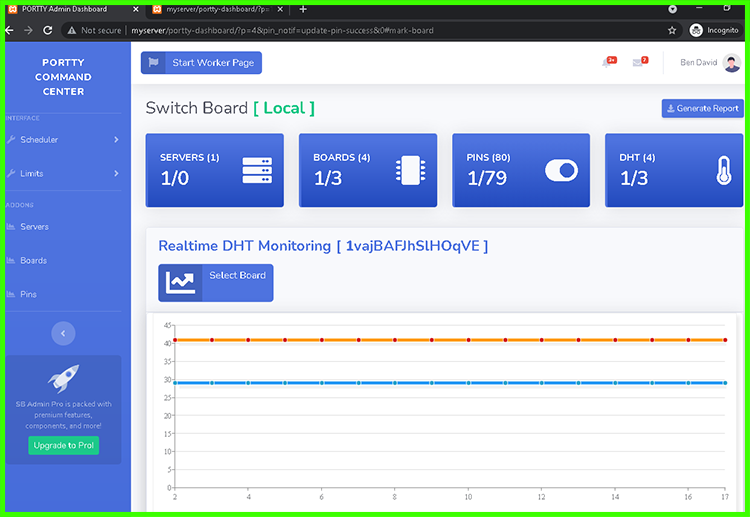 PORTTY Admin Dashboard
myserver/portty-dashboard/?p=
Not secure
myserver/portty-dashboard/?p=4&pin_notif=update-pin-success&0#mark-board
Incognito
PORTTY
COMMAND
CENTER
INTERFACE
Scheduler
Limits
ADDONS
Servers
Boards
Pins
SB Admin Pro is packed with
premium features,
components, and more!
Upgrade to Pro!
Start Worker Page
3+
7
Ben David
Switch Board [ Local ]
Generate Report
SERVERS (1)
1/0
BOARDS (4)
1/3
PINS (80)
1/79
DHT (4)
1/3
Realtime DHT Monitoring [ 1vajBAFJhSlHOqVE ]
Select Board
45
40
35
30
25
20
15
10
5
0
2 4 6 8 10 12 14 16 17